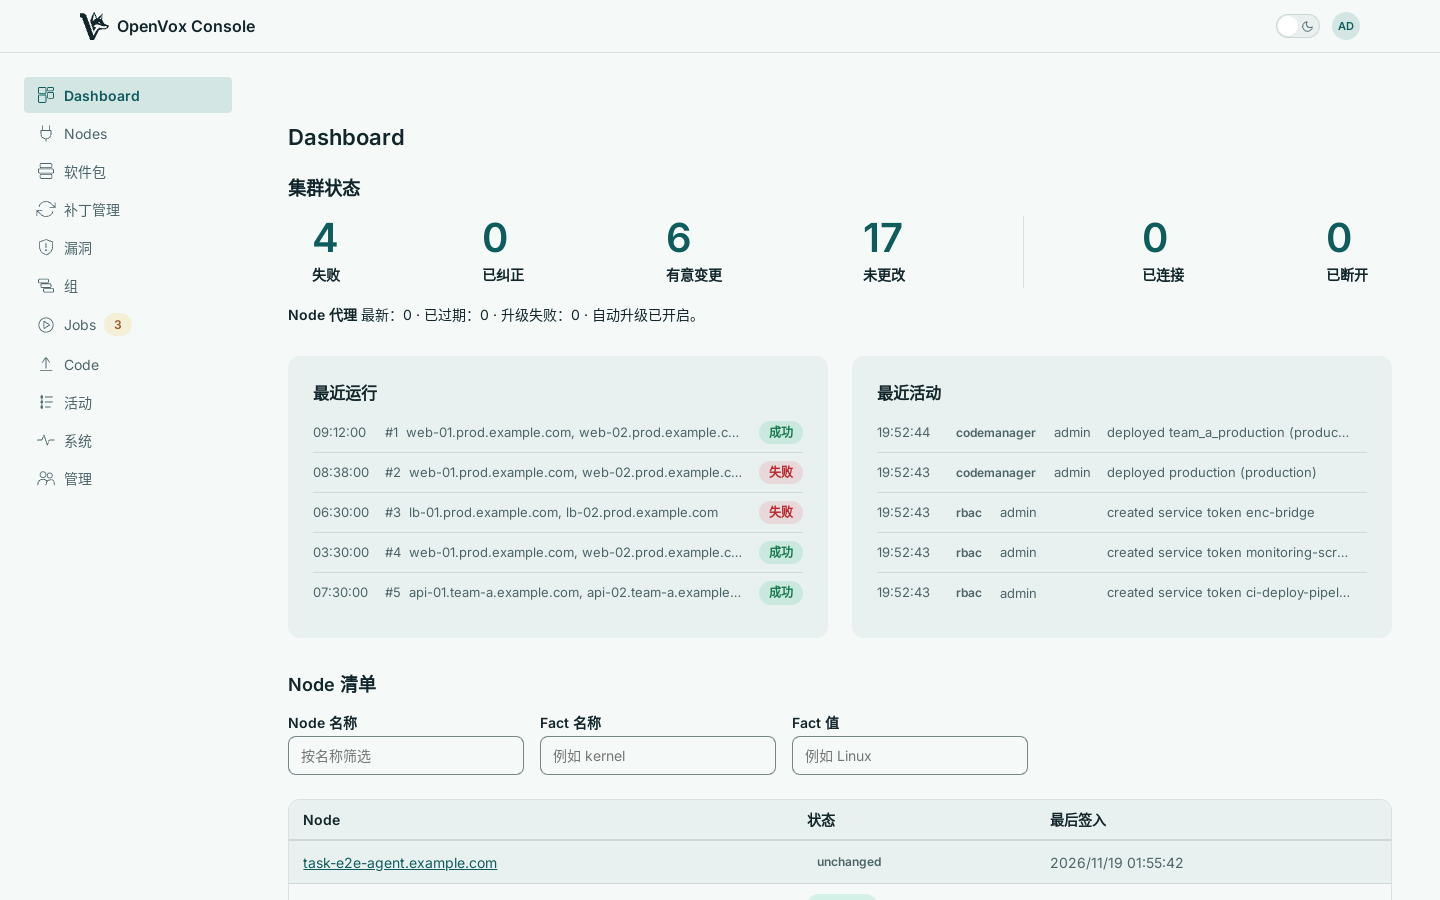 OpenVox Console
AD
Dashboard
Nodes
软件包
补丁管理
漏洞
组
Jobs 3
Code
活动
系统
管理
Dashboard
集群状态
4 0 6 17 0 0
失败 已纠正 有意变更 未更改 已连接 已断开
Node 代理 最新：0 · 已过期：0 · 升级失败：0 · 自动升级已开启。
最近运行
09:12:00 #1 web-01.prod.example.com, web-02.prod.example.c... 成功
08:38:00 #2 web-01.prod.example.com, web-02.prod.example.c... 失败
06:30:00 #3 lb-01.prod.example.com, lb-02.prod.example.com 失败
03:30:00 #4 web-01.prod.example.com, web-02.prod.example.c... 成功
07:30:00 #5 api-01.team-a.example.com, api-02.team-a.example... 成功
最近活动
19:52:44 codemanager admin deployed team_a_production (produc...
19:52:43 codemanager admin deployed production (production)
19:52:43 rbac admin created service token enc-bridge
19:52:43 rbac admin created service token monitoring-scr...
19:52:43 rbac admin created service token ci-deploy-pipel...
Node 清单
Node 名称 Fact 名称 Fact 值
按名称筛选 例如 kernel 例如 Linux
Node 状态 最后签入
task-e2e-agent.example.com unchanged 2026/11/19 01:55:42